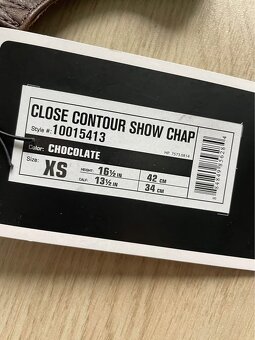 CLOSE CONTOUR SHOW CHAP
Style #: 10015413
Color: CHOCOLATE
Size: XS
HEIGHT: 16½ IN 42 CM
CALF: 13½ IN 34 CM